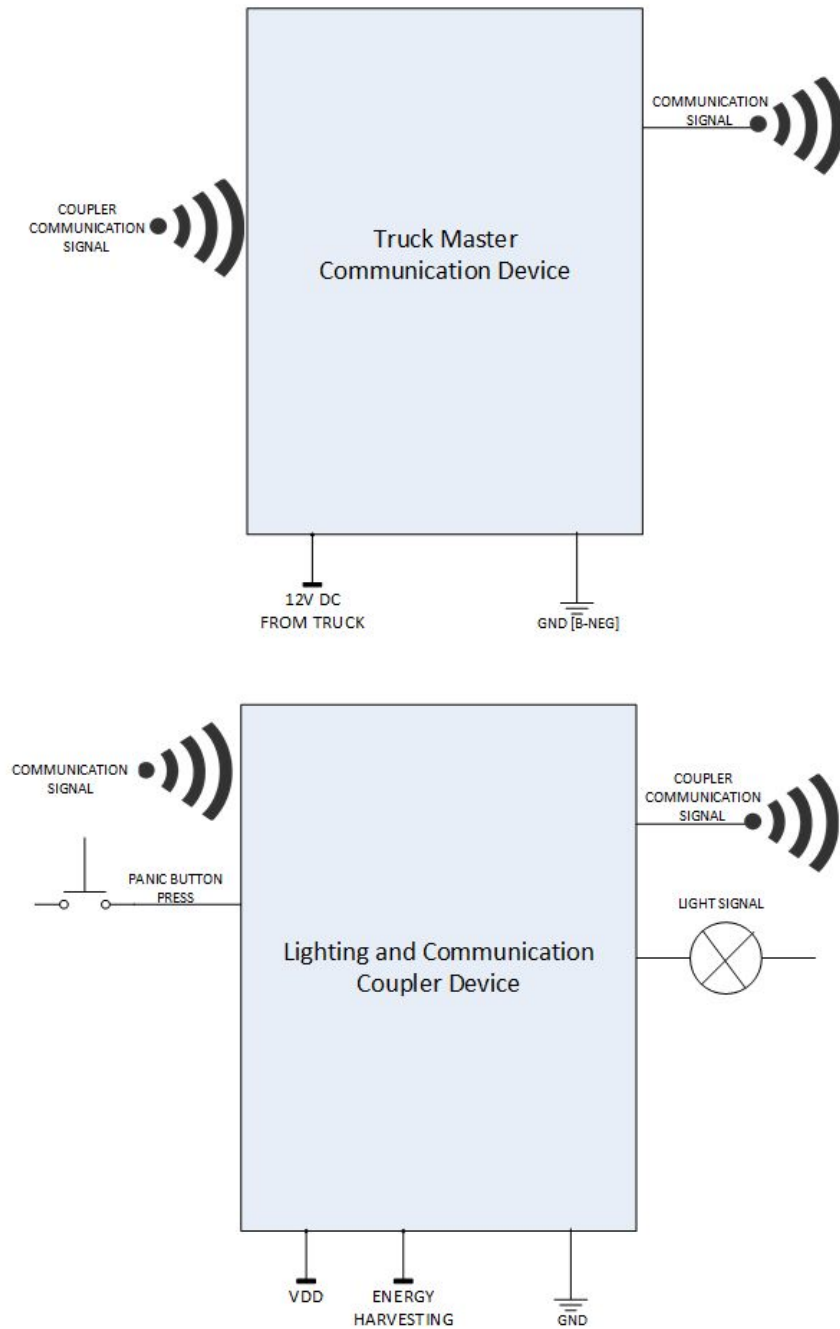 COMMUNICATION
SIGNAL
COUPLER
COMMUNICATION
SIGNAL
Truck Master
Communication Device
12V DC
FROM TRUCK
GND [B-NEG]
COMMUNICATION
SIGNAL
COUPLER
COMMUNICATION
SIGNAL
PANIC BUTTON
PRESS
LIGHT SIGNAL
Lighting and Communication
Coupler Device
VDD
ENERGY
HARVESTING
GND